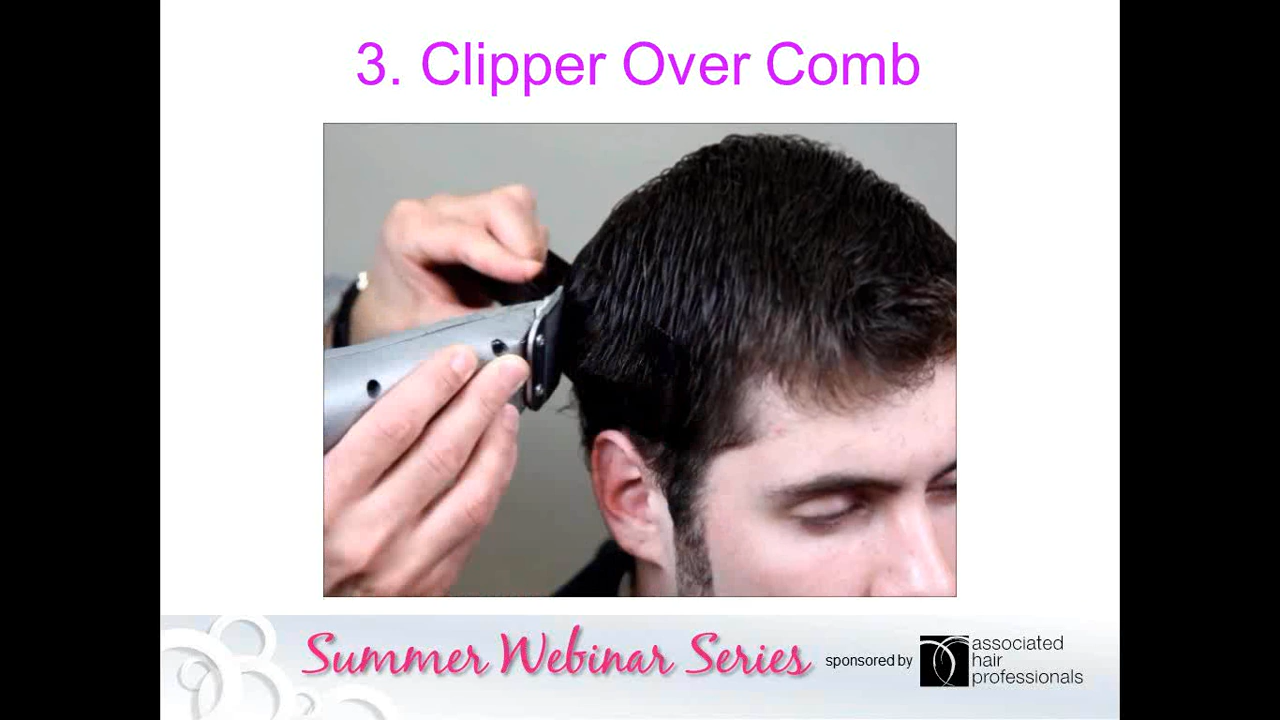 3. Clipper Over Comb
Summer Webinar Series
sponsored by
associated
hair
professionals